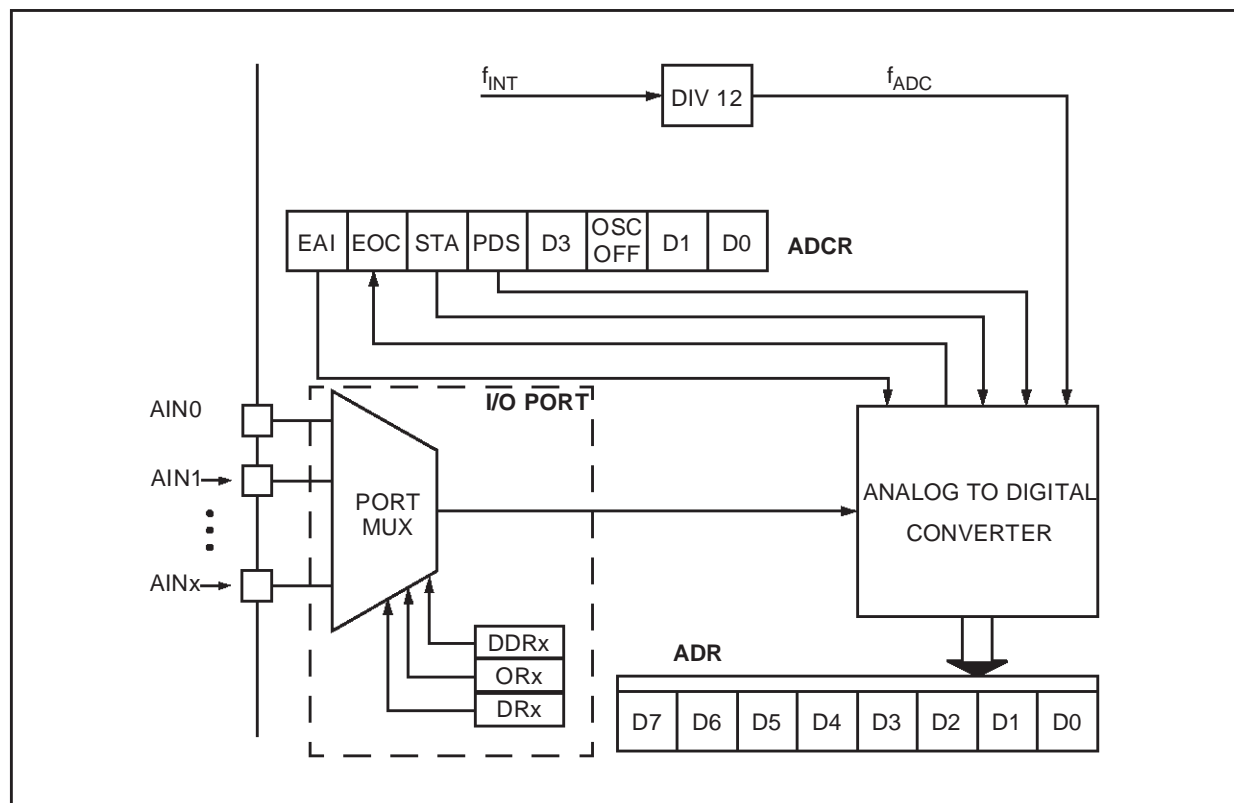 fINT
DIV 12
fADC
EAI EOC STA PDS D3 OSC OFF D1 D0
ADCR
I/O PORT
AIN0
AIN1
AINx
PORT
MUX
ANALOG TO DIGITAL
CONVERTER
DDRx
ORx
DRx
ADR
D7 D6 D5 D4 D3 D2 D1 D0